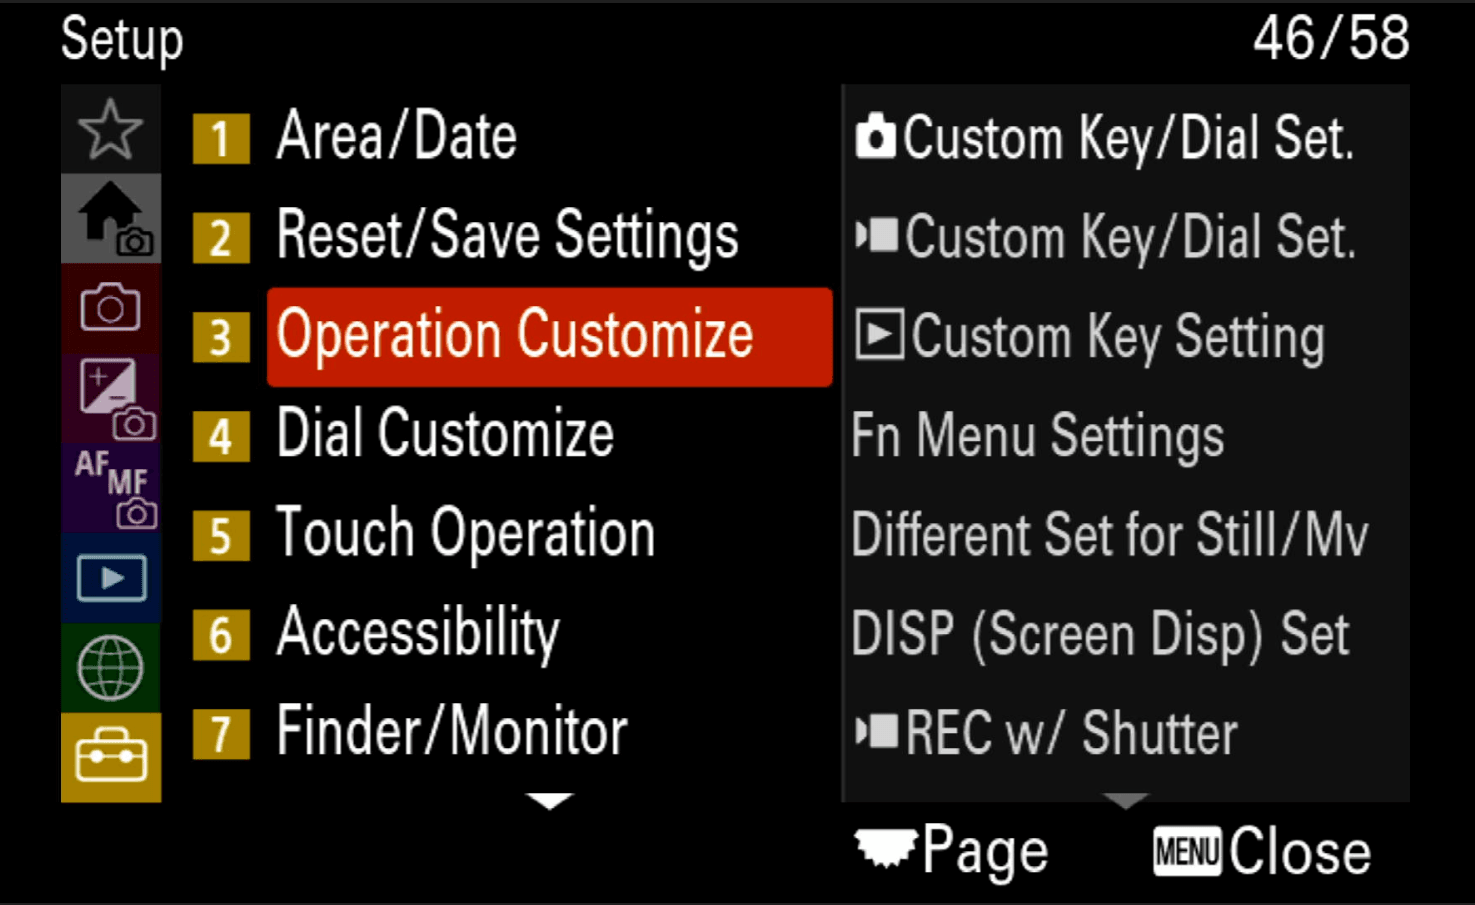 Setup 46/58
1 Area/Date
2 Reset/Save Settings
3 Operation Customize
4 Dial Customize
5 Touch Operation
6 Accessibility
7 Finder/Monitor
AF MF
Custom Key/Dial Set.
Custom Key/Dial Set.
Custom Key Setting
Fn Menu Settings
Different Set for Still/Mv
DISP (Screen Disp) Set
REC w/ Shutter
Page MENU Close